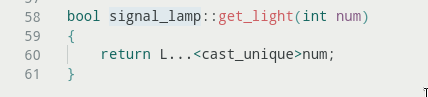 58 bool signal_lamp::get_light(int num)
59 {
60     return L...<cast_unique>num;
61 }